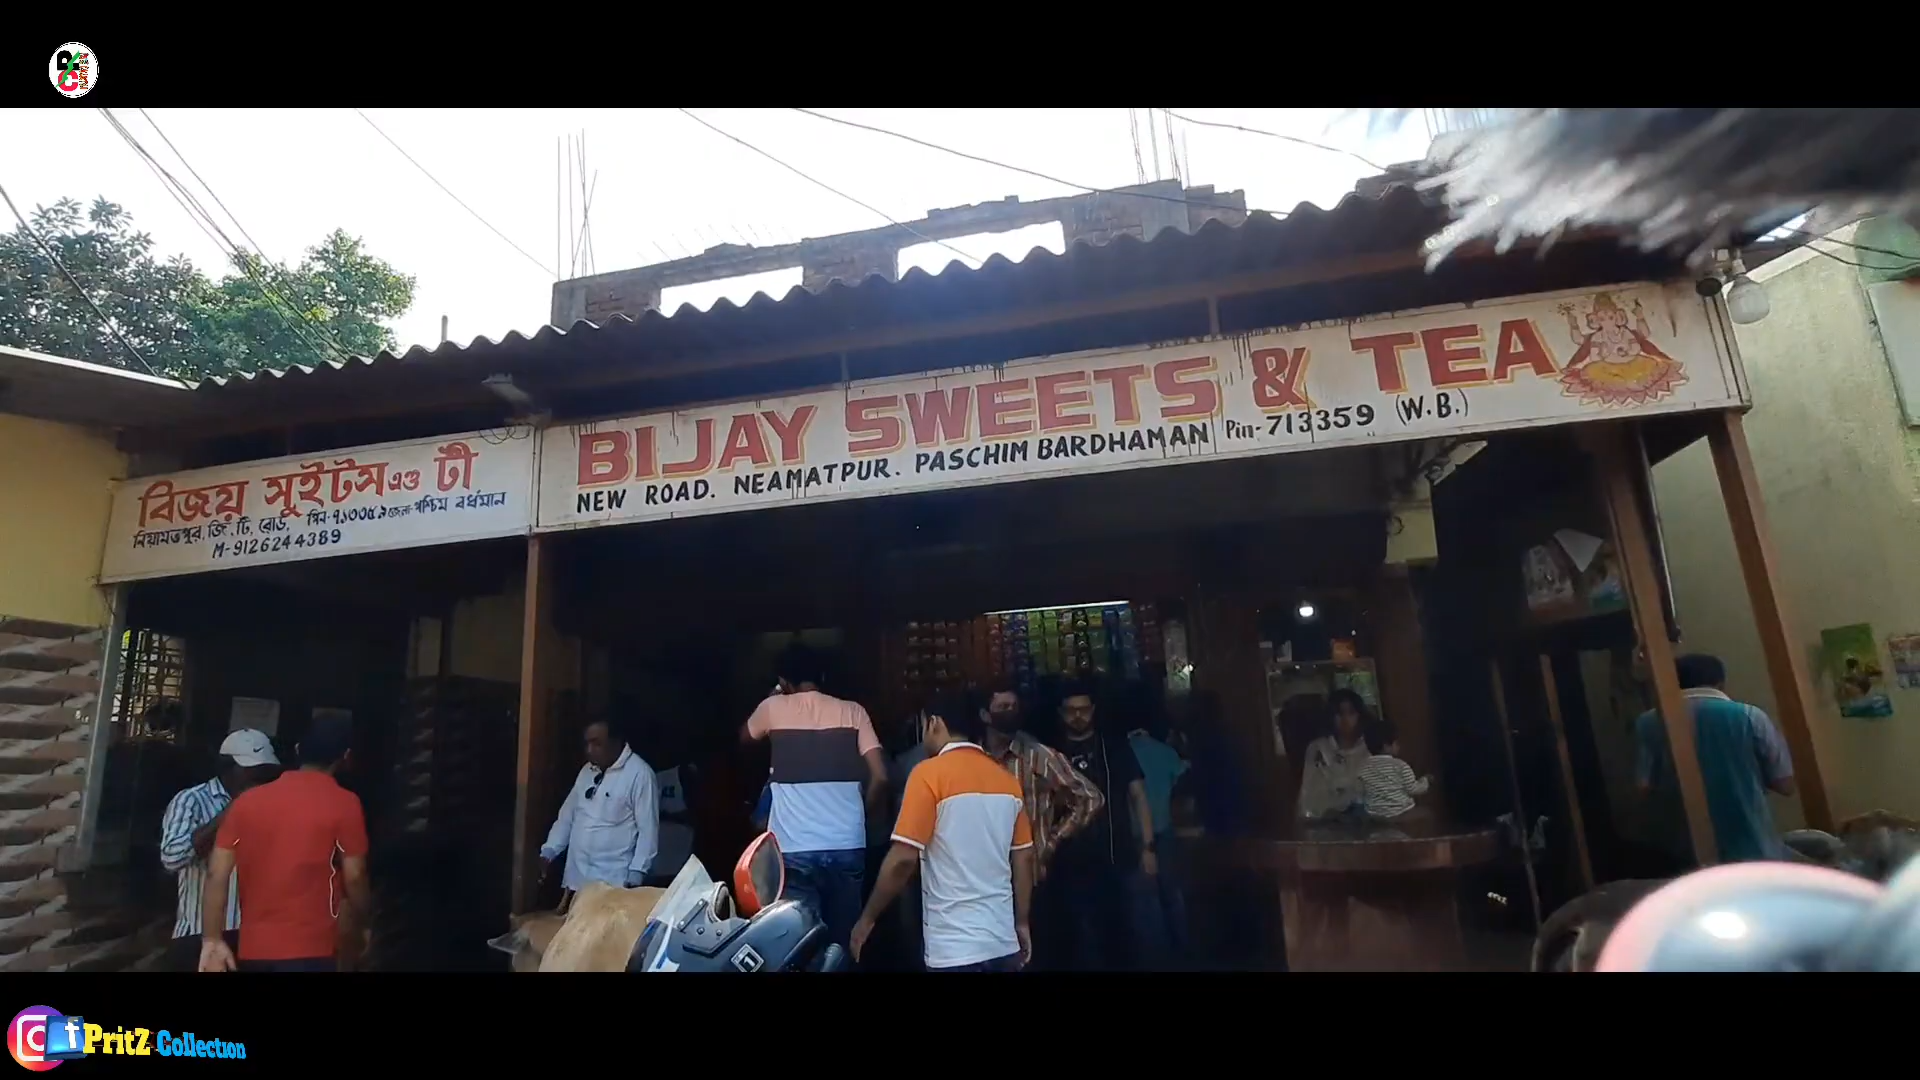 বিজয় সুইটস এণ্ড টী
নিয়ামতপুর, জি, টি, রোড, পিন-৭১৩৩৫৯ জেলা-পশ্চিম বর্ধমান
M-9126244389
BIJAY SWEETS & TEA
NEW ROAD. NEAMATPUR. PASCHIM BARDHAMAN Pin-713359 (W.B.)
PritZ Collection